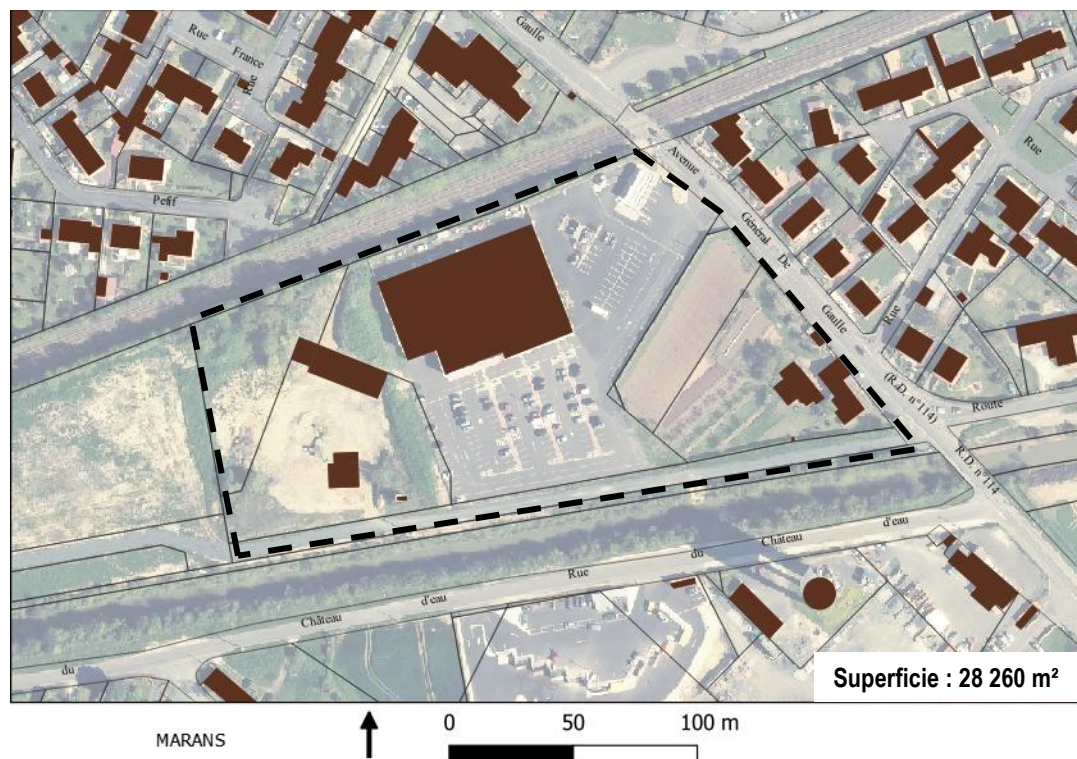 Gaulle
Rue
France
Rue
Avenue
Rue
Petit
Général De
Gaulle
Rue
(R.D. n°114)
Route
R.D. n°114
d'eau
Château
du
Rue
d'eau
Château
du
Superficie : 28 260 m²
0 50 100 m
MARANS